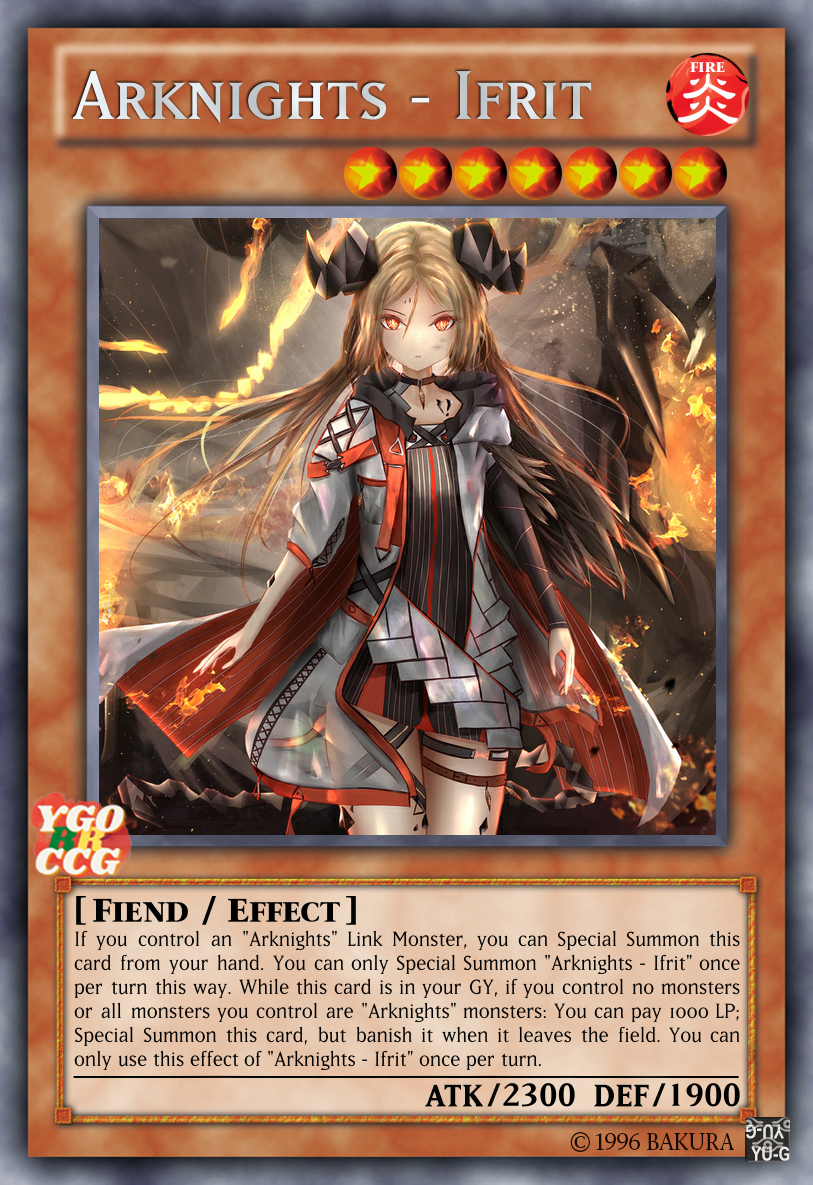 Arknights - Ifrit
FIRE
炎
YGO
BR
CCG
[ Fiend / Effect ]
If you control an "Arknights" Link Monster, you can Special Summon this
card from your hand. You can only Special Summon "Arknights - Ifrit" once
per turn this way. While this card is in your GY, if you control no monsters
or all monsters you control are "Arknights" monsters: You can pay 1000 LP;
Special Summon this card, but banish it when it leaves the field. You can
only use this effect of "Arknights - Ifrit" once per turn.
ATK/2300 DEF/1900
© 1996 BAKURA
YU-G
YU-G